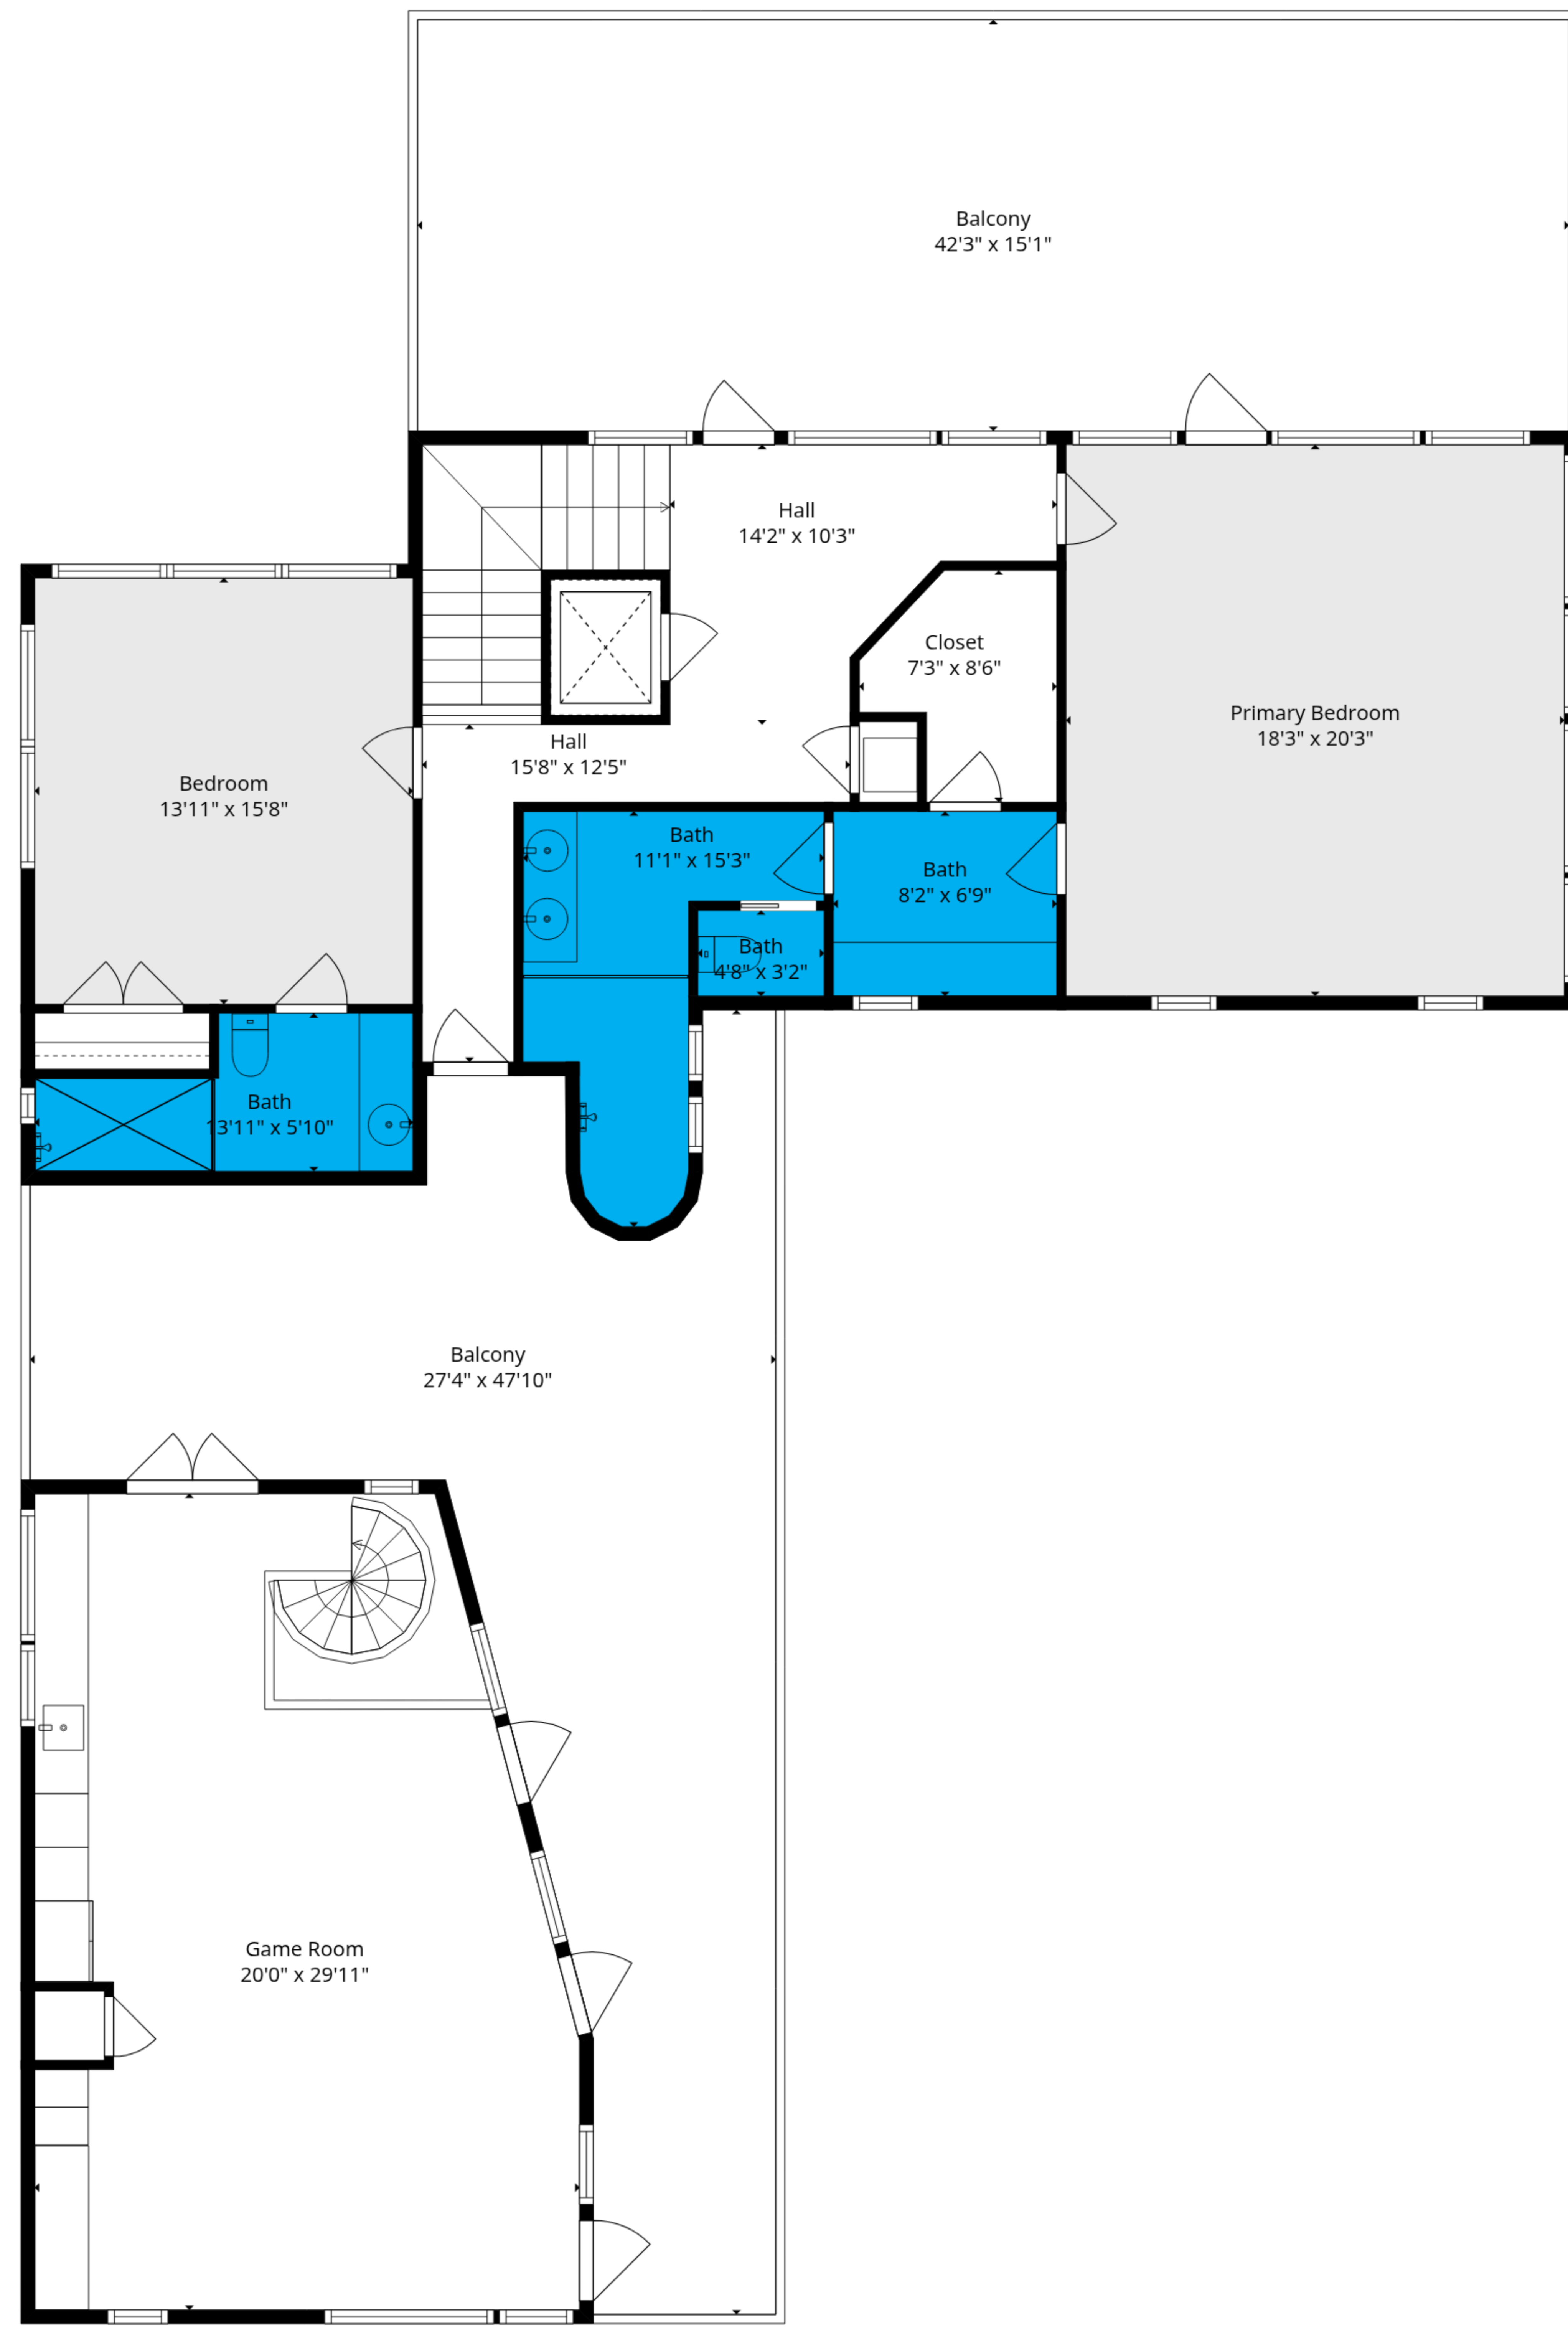 Balcony
42'3" x 15'1"
Hall
14'2" x 10'3"
Closet
7'3" x 8'6"
Primary Bedroom
18'3" x 20'3"
Hall
15'8" x 12'5"
Bedroom
13'11" x 15'8"
Bath
11'1" x 15'3"
Bath
8'2" x 6'9"
Bath
4'8" x 3'2"
Bath
13'11" x 5'10"
Balcony
27'4" x 47'10"
Game Room
20'0" x 29'11"